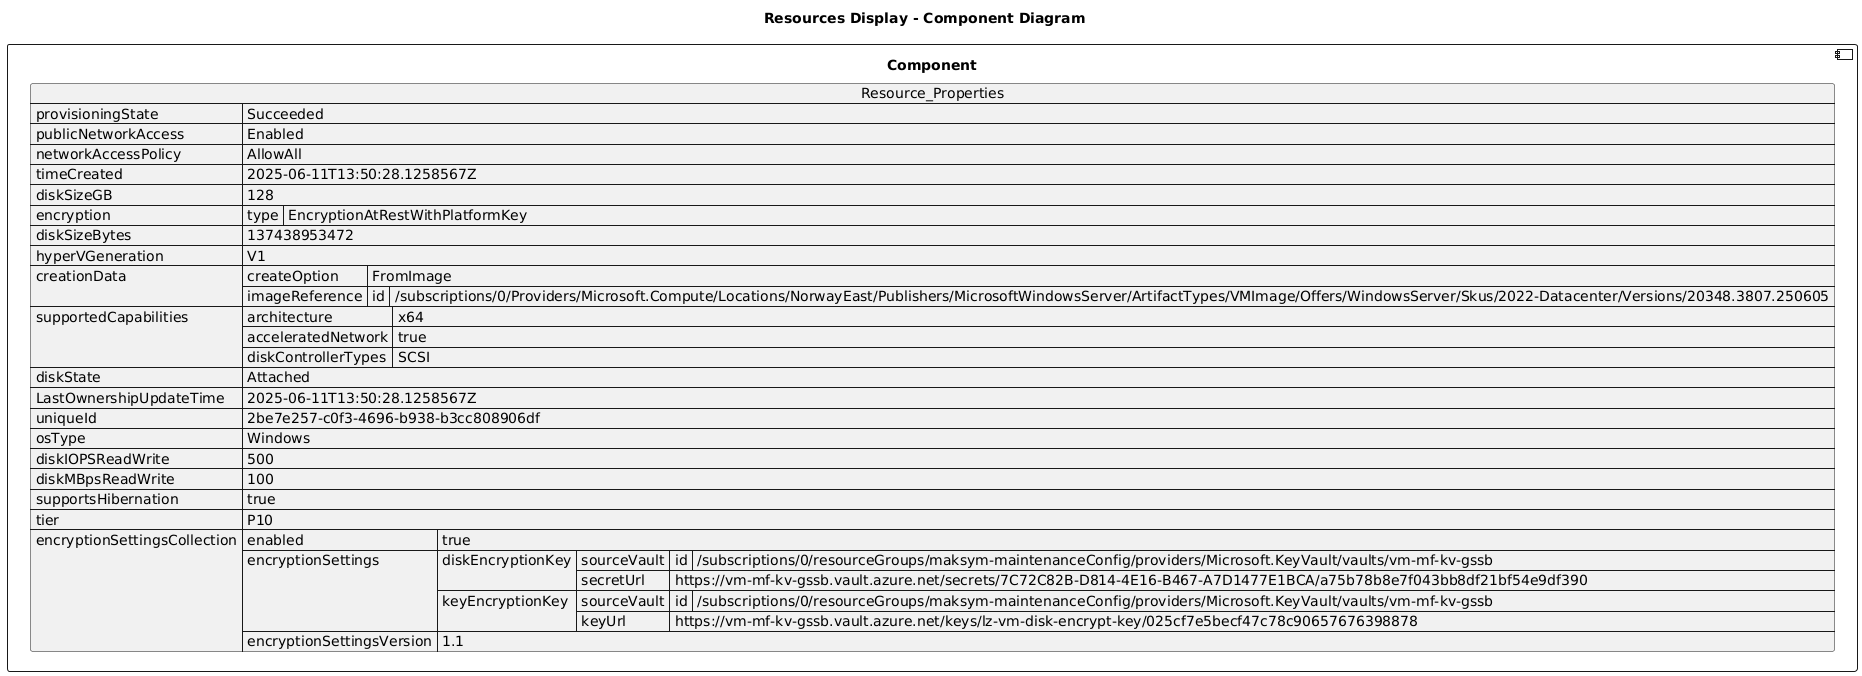 Resources Display - Component Diagram
Component
Resource_Properties
provisioningState Succeeded
publicNetworkAccess Enabled
networkAccessPolicy AllowAll
timeCreated 2025-06-11T13:50:28.1258567Z
diskSizeGB 128
encryption type EncryptionAtRestWithPlatformKey
diskSizeBytes 137438953472
hyperVGeneration V1
creationData createOption FromImage
imageReference id /subscriptions/0/Providers/Microsoft.Compute/Locations/NorwayEast/Publishers/MicrosoftWindowsServer/ArtifactTypes/VMImage/Offers/WindowsServer/Skus/2022-Datacenter/Versions/20348.3807.250605
supportedCapabilities architecture x64
acceleratedNetwork true
diskControllerTypes SCSI
diskState Attached
LastOwnershipUpdateTime 2025-06-11T13:50:28.1258567Z
uniqueId 2be7e257-c0f3-4696-b938-b3cc808906df
osType Windows
diskIOPSReadWrite 500
diskMBpsReadWrite 100
supportsHibernation true
tier P10
encryptionSettingsCollection enabled true
encryptionSettings diskEncryptionKey sourceVault id /subscriptions/0/resourceGroups/maksym-maintenanceConfig/providers/Microsoft.KeyVault/vaults/vm-mf-kv-gssb
secretUrl https://vm-mf-kv-gssb.vault.azure.net/secrets/7C72C82B-D814-4E16-B467-A7D1477E1BCA/a75b78b8e7f043bb8df21bf54e9df390
keyEncryptionKey sourceVault id /subscriptions/0/resourceGroups/maksym-maintenanceConfig/providers/Microsoft.KeyVault/vaults/vm-mf-kv-gssb
keyUrl https://vm-mf-kv-gssb.vault.azure.net/keys/lz-vm-disk-encrypt-key/025cf7e5becf47c78c90657676398878
encryptionSettingsVersion 1.1